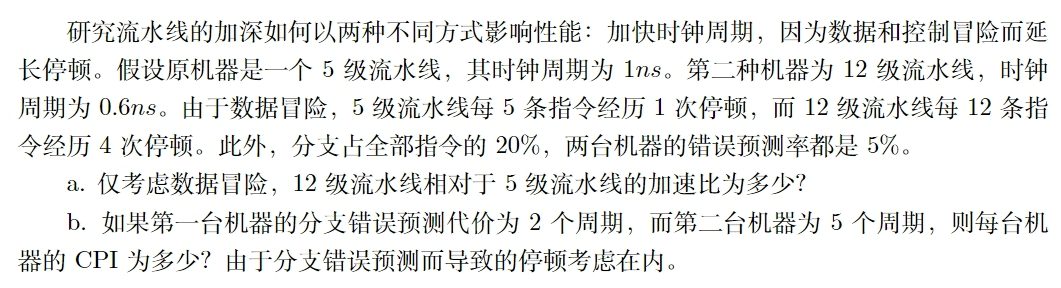 研究流水线的加深如何以两种不同方式影响性能：加快时钟周期，因为数据和控制冒险而延
长停顿。假设原机器是一个 5 级流水线，其时钟周期为 1ns。第二种机器为 12 级流水线，时钟
周期为 0.6ns。由于数据冒险，5 级流水线每 5 条指令经历 1 次停顿，而 12 级流水线每 12 条指
令经历 4 次停顿。此外，分支占全部指令的 20%，两台机器的错误预测率都是 5%。
a. 仅考虑数据冒险，12 级流水线相对于 5 级流水线的加速比为多少？
b. 如果第一台机器的分支错误预测代价为 2 个周期，而第二台机器为 5 个周期，则每台机
器的 CPI 为多少？由于分支错误预测而导致的停顿考虑在内。